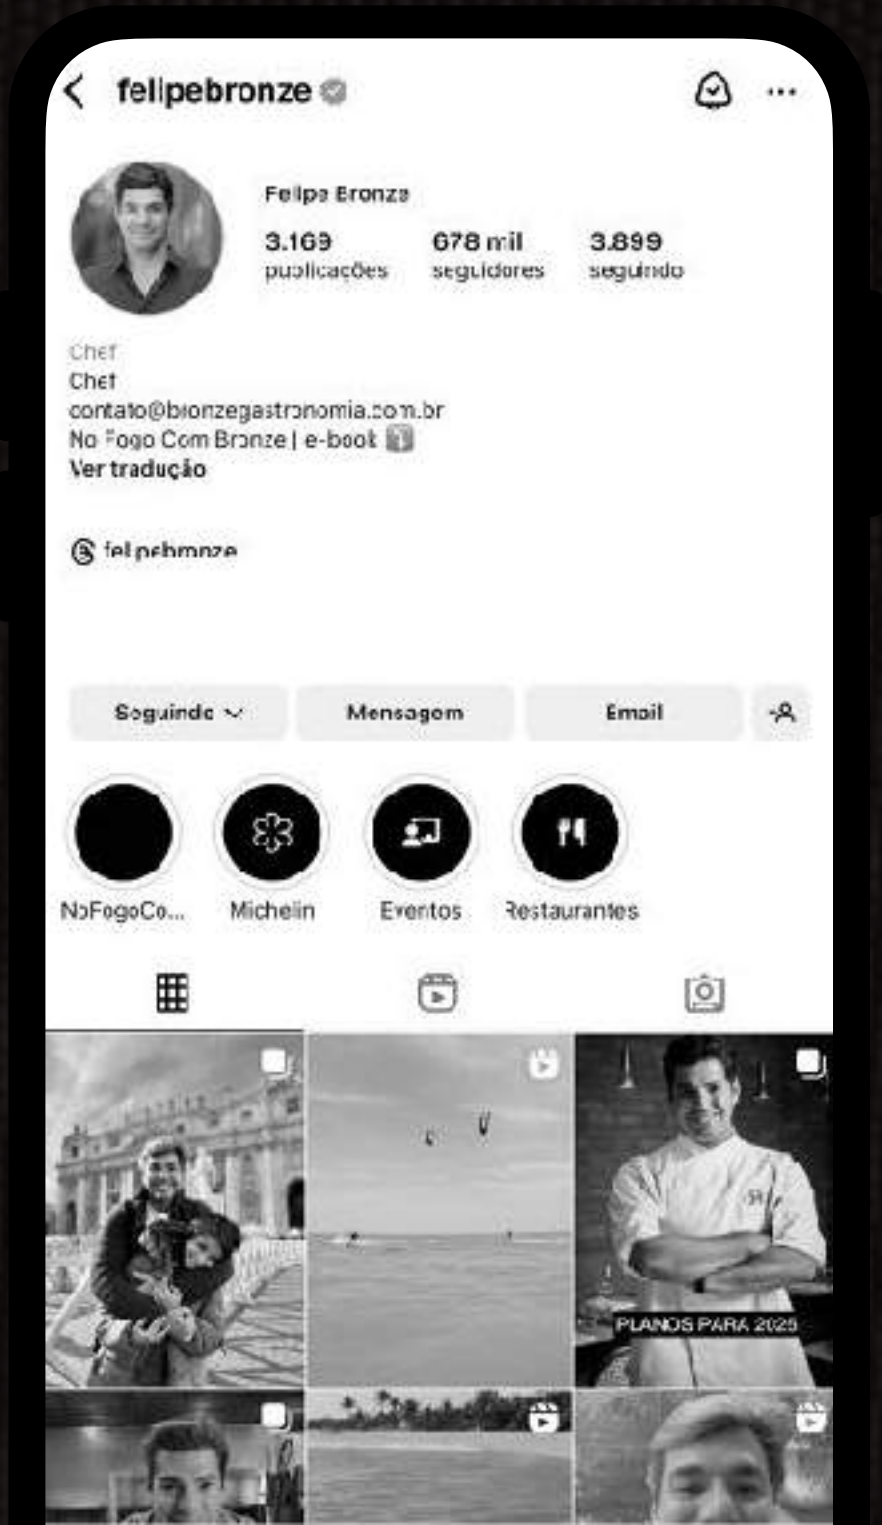 felipebronze
Felipe Bronze
3.169 678 mil 3.899
publicações seguidores seguindo
Chef
Chef
contato@bronzegastronomia.com.br
No Fogo Com Bronze | e-book
Ver tradução
felipebronze
Seguindo Mensagem Email
NoFogoCo... Michelin Eventos Restaurantes
PLANOS PARA 2025